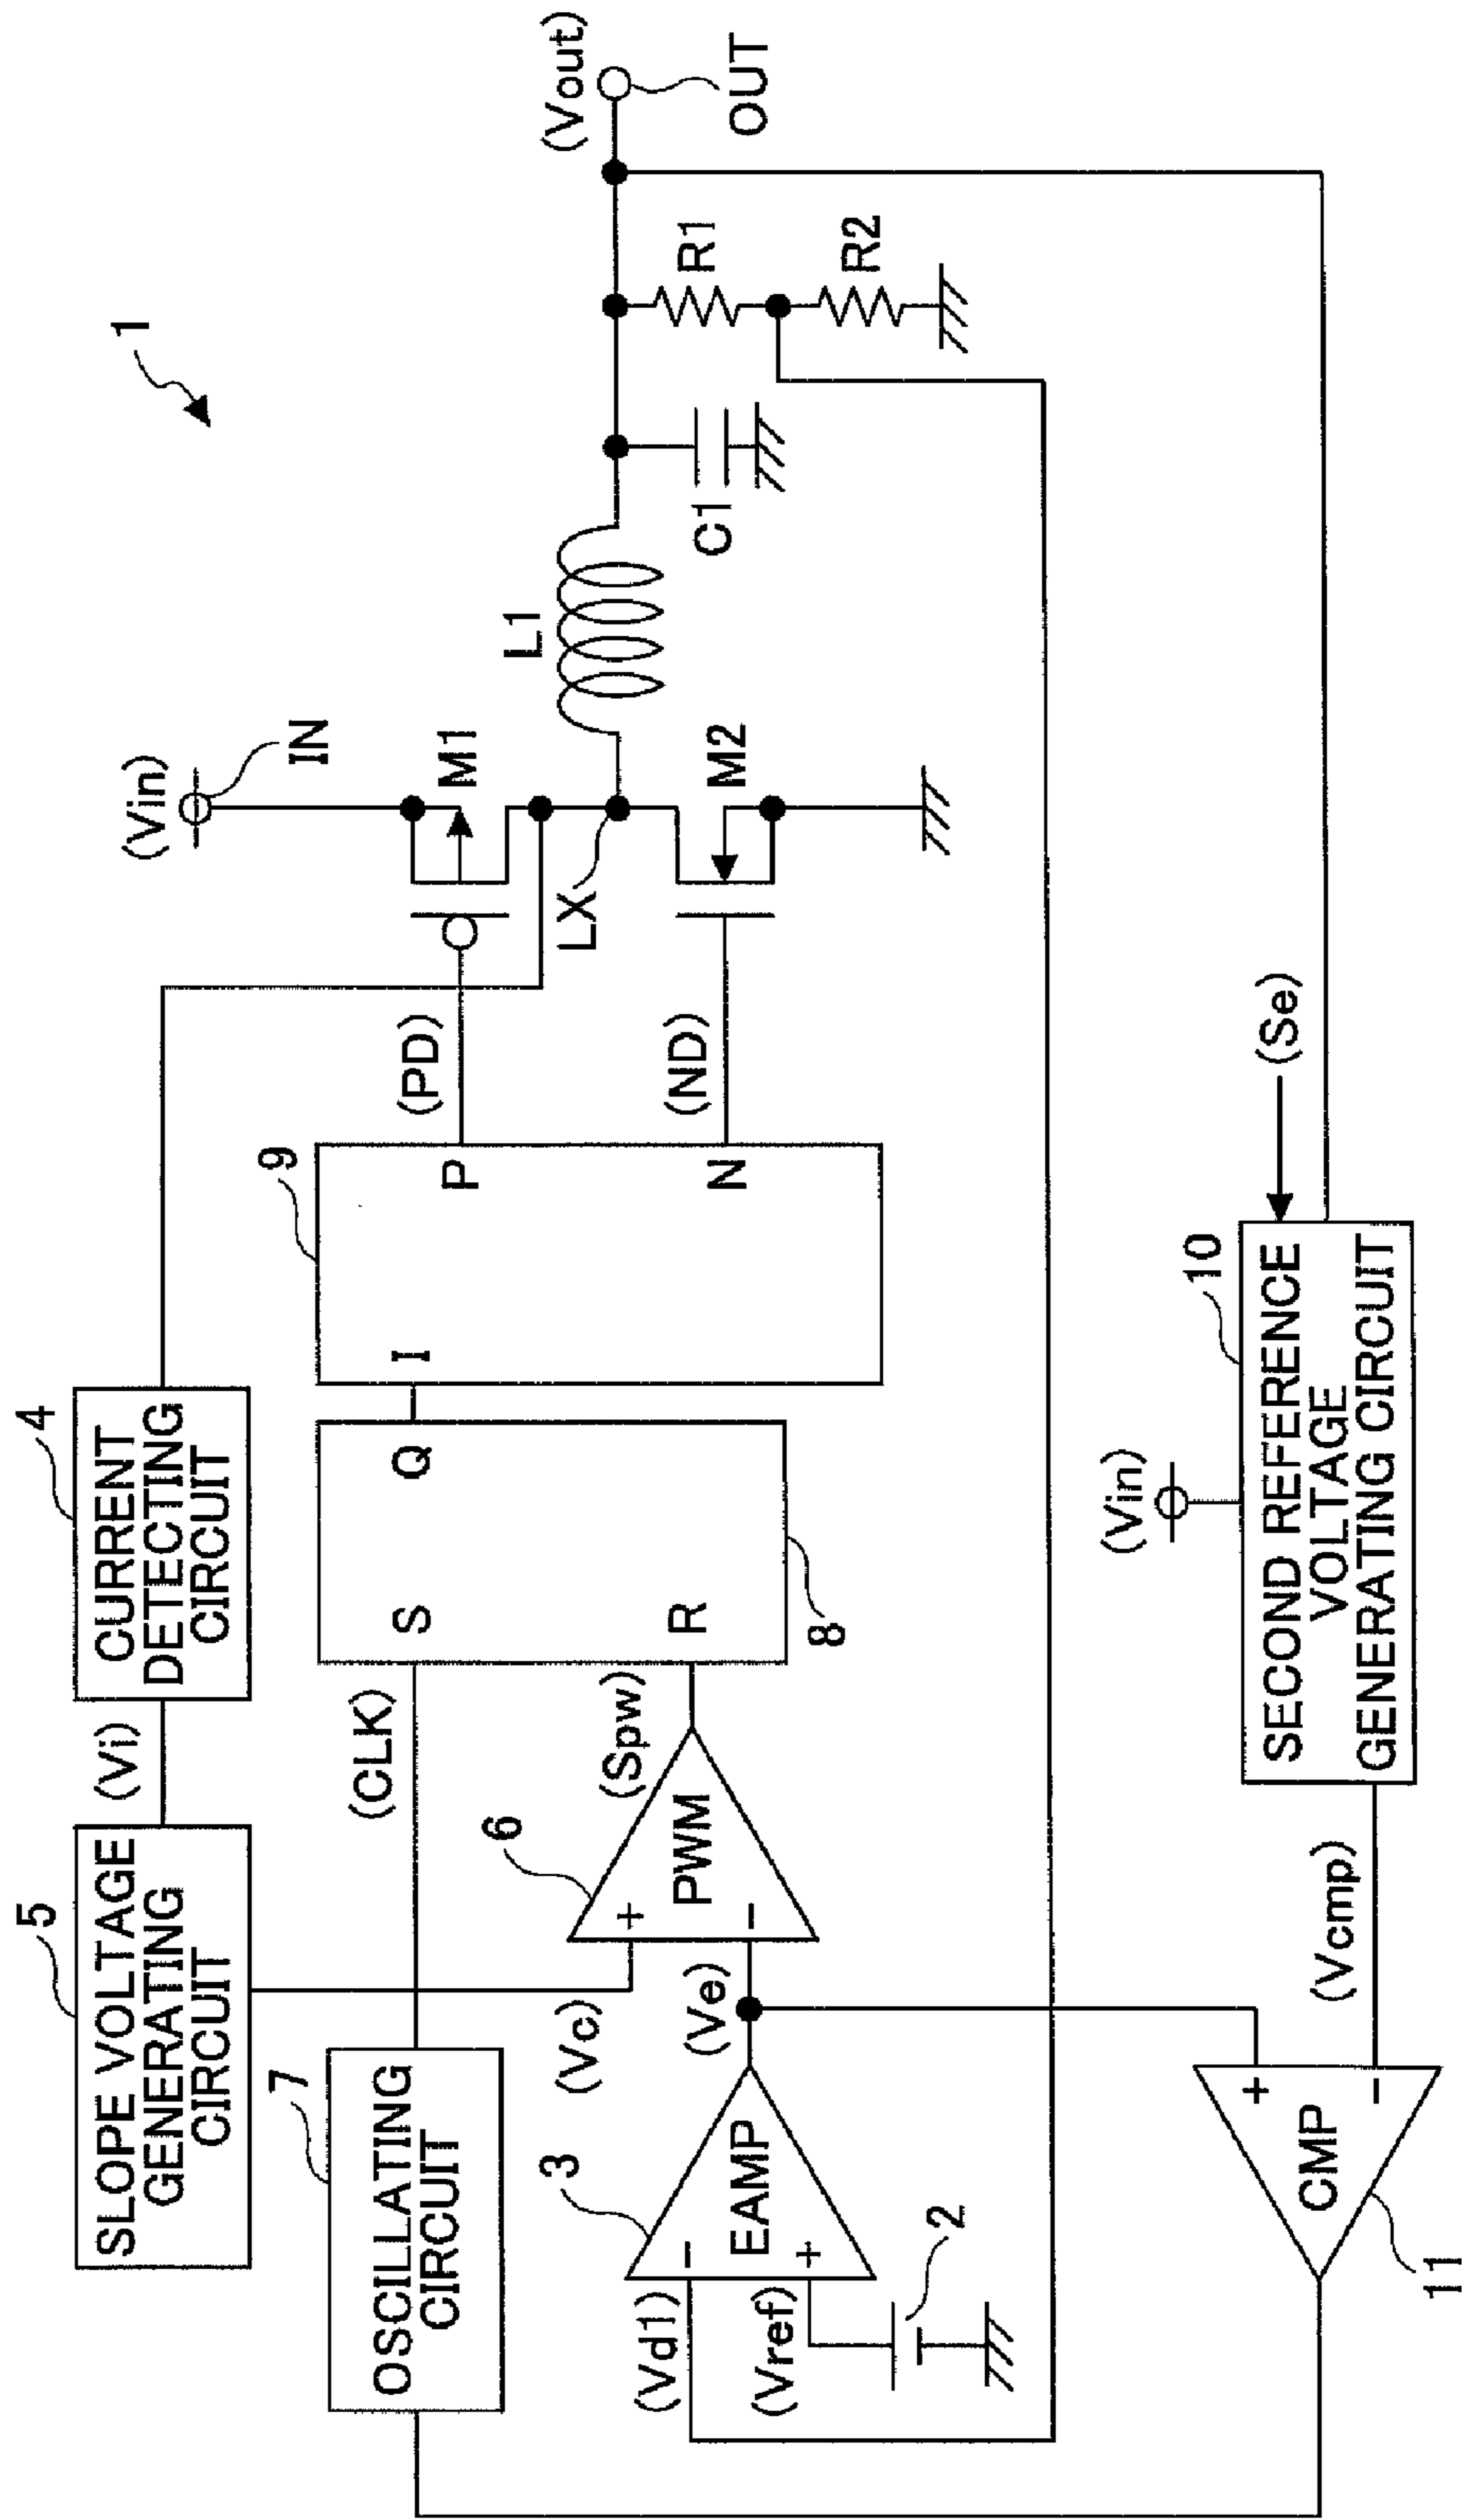 1
5
SLOPE VOLTAGE
GENERATING
CIRCUIT
(Vi)
4
CURRENT
DETECTING
CIRCUIT
(Vin)
IN
7
OSCILLATING
CIRCUIT
(CLK)
S
Q
R
8
9
I
P
N
(PD)
(ND)
M1
M2
LX
L1
C1
R1
R2
(Vout)
OUT
(Vc)
6
+
PWM
−
(Spw)
3
(Vd1)
−
EAMP
+
(Vref)
2
(Ve)
(Vin)
10
SECOND REFERENCE
VOLTAGE
GENERATING CIRCUIT
(Se)
(Vcmp)
+
CMP
−
11